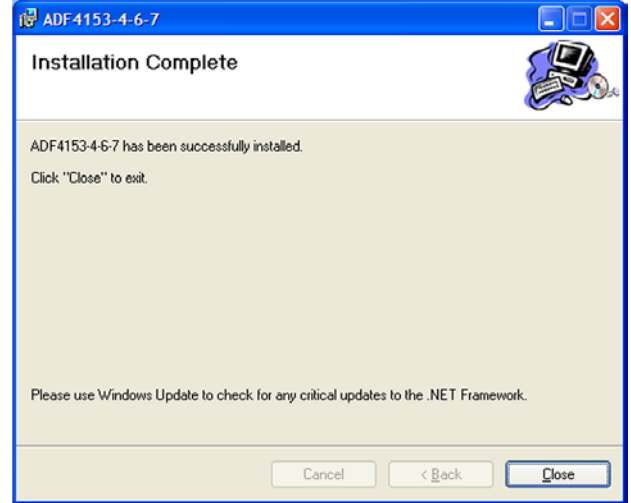 ADF4153-4-6-7
Installation Complete
ADF4153-4-6-7 has been successfully installed.
Click "Close" to exit.
Please use Windows Update to check for any critical updates to the .NET Framework.
Cancel
< Back
Close